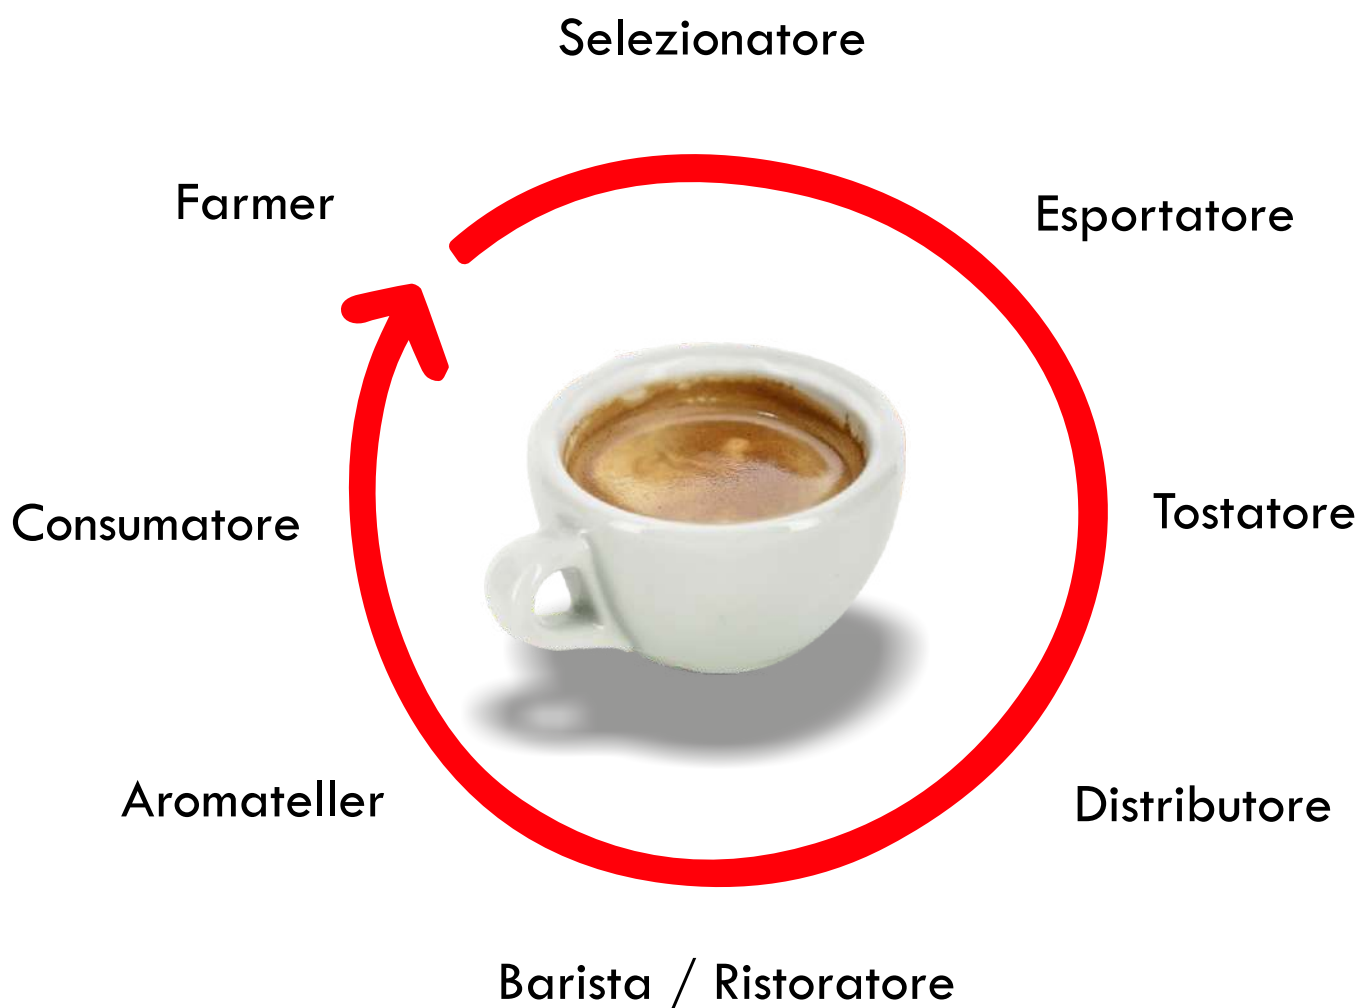 Selezionatore
Farmer
Esportatore
Consumatore
Tostatore
Aromateller
Distributore
Barista / Ristoratore